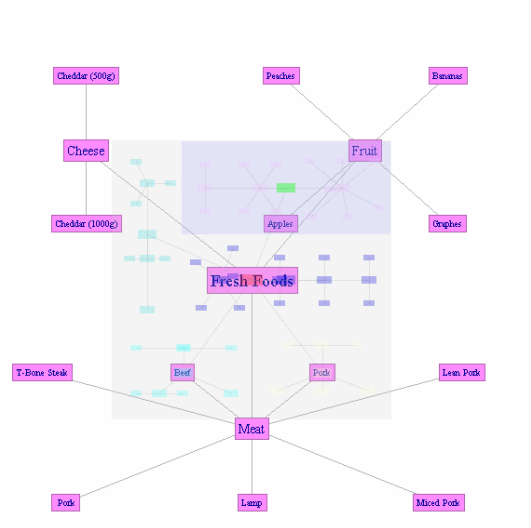 Cheddar (500g)
Peaches
Bananas
Cheese
Fruit
Cheddar (1000g)
Apples
Graphes
Fresh Foods
T-Bone Steak
Beef
Pork
Lean Pork
Meat
Pork
Lamp
Miced Pork